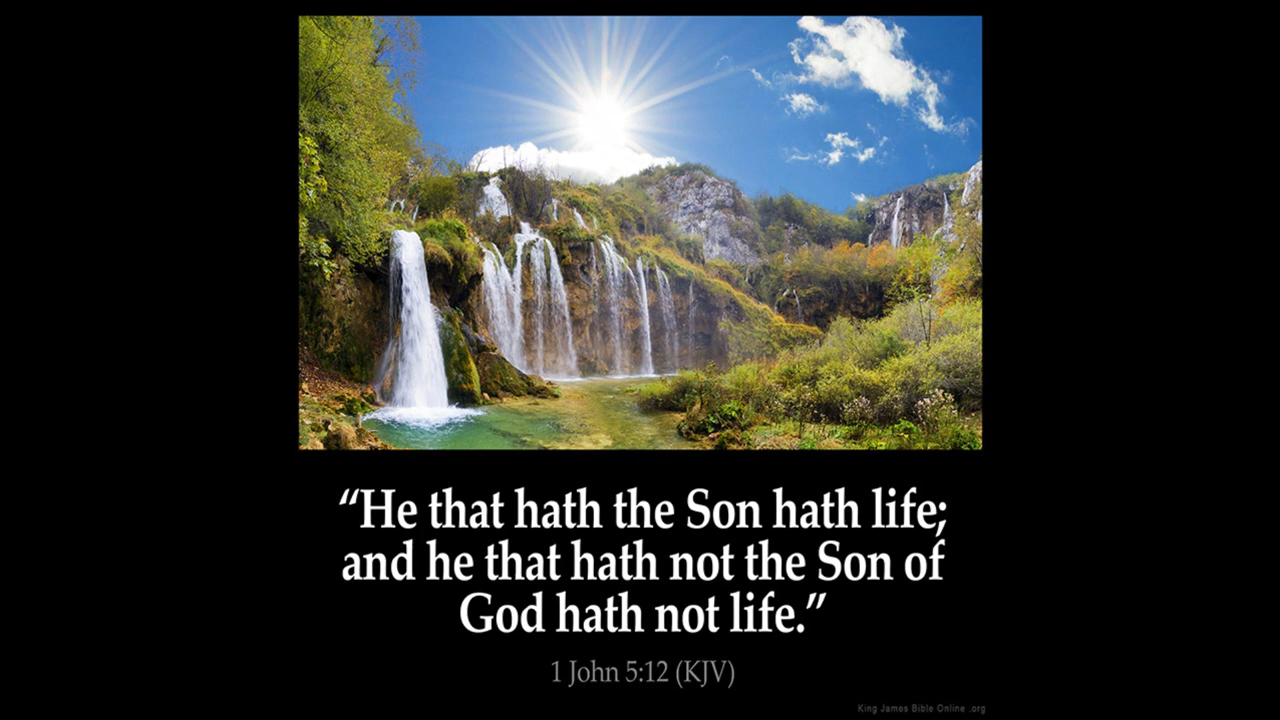 “He that hath the Son hath life;
and he that hath not the Son of
God hath not life.”
1 John 5:12 (KJV)
King James Bible Online .org